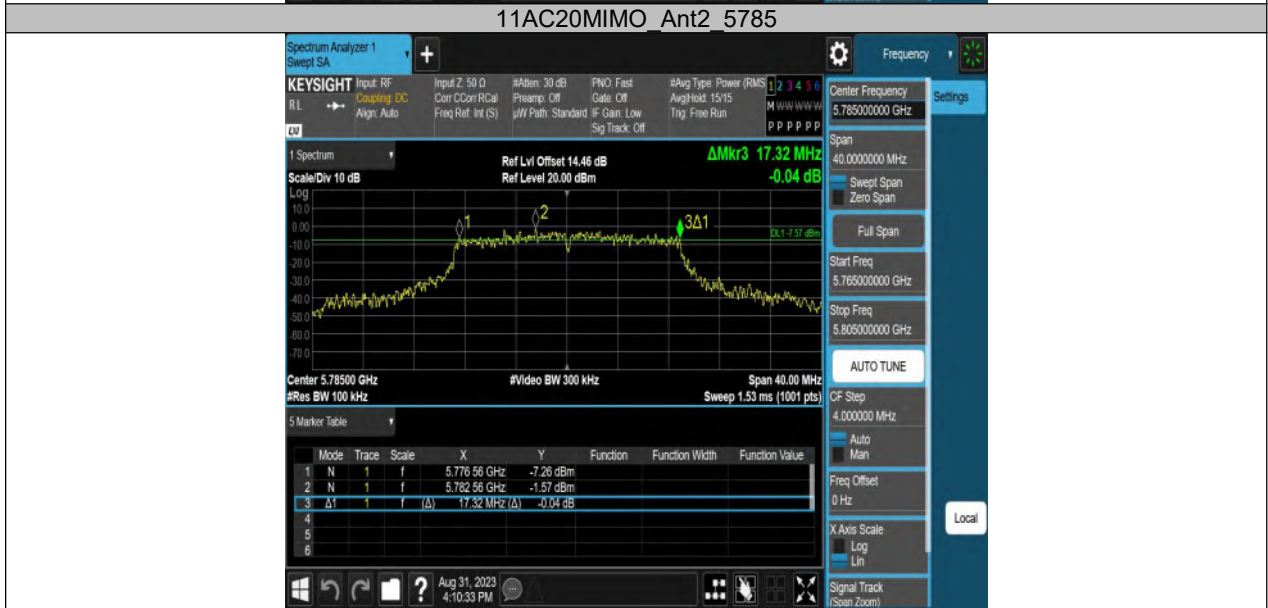 11AC20MIMO_Ant2_5785
Spectrum Analyzer 1
Swept SA
+
Frequency
KEYSIGHT
RL
LXI
Input: RF
Coupling: DC
Align: Auto
Input Z: 50 Ω
Corr CCorr RCal
Freq Ref: Int (S)
#Atten: 30 dB
Preamp: Off
µW Path: Standard
PNO: Fast
Gate: Off
IF Gain: Low
Sig Track: Off
#Avg Type: Power (RMS
Avg|Hold: 15/15
Trig: Free Run
1 2 3 4 5 6
M W W W W W
P P P P P P
1 Spectrum
Scale/Div 10 dB
Ref Lvl Offset 14.46 dB
Ref Level 20.00 dBm
ΔMkr3 17.32 MHz
-0.04 dB
Log
10.0
0.00
-10.0
-20.0
-30.0
-40.0
-50.0
-60.0
-70.0
1
2
3Δ1
DL1 -7.57 dBm
Center 5.78500 GHz
#Res BW 100 kHz
#Video BW 300 kHz
Span 40.00 MHz
Sweep 1.53 ms (1001 pts)
5 Marker Table
Mode Trace Scale X Y Function Function Width Function Value
1 N 1 f 5.776 56 GHz -7.26 dBm
2 N 1 f 5.782 56 GHz -1.57 dBm
3 Δ1 1 f (Δ) 17.32 MHz (Δ) -0.04 dB
4
5
6
Aug 31, 2023
4:10:33 PM
Center Frequency
5.785000000 GHz
Settings
Span
40.0000000 MHz
Swept Span
Zero Span
Full Span
Start Freq
5.765000000 GHz
Stop Freq
5.805000000 GHz
AUTO TUNE
CF Step
4.000000 MHz
Auto
Man
Freq Offset
0 Hz
X Axis Scale
Log
Lin
Local
Signal Track
(Span Zoom)